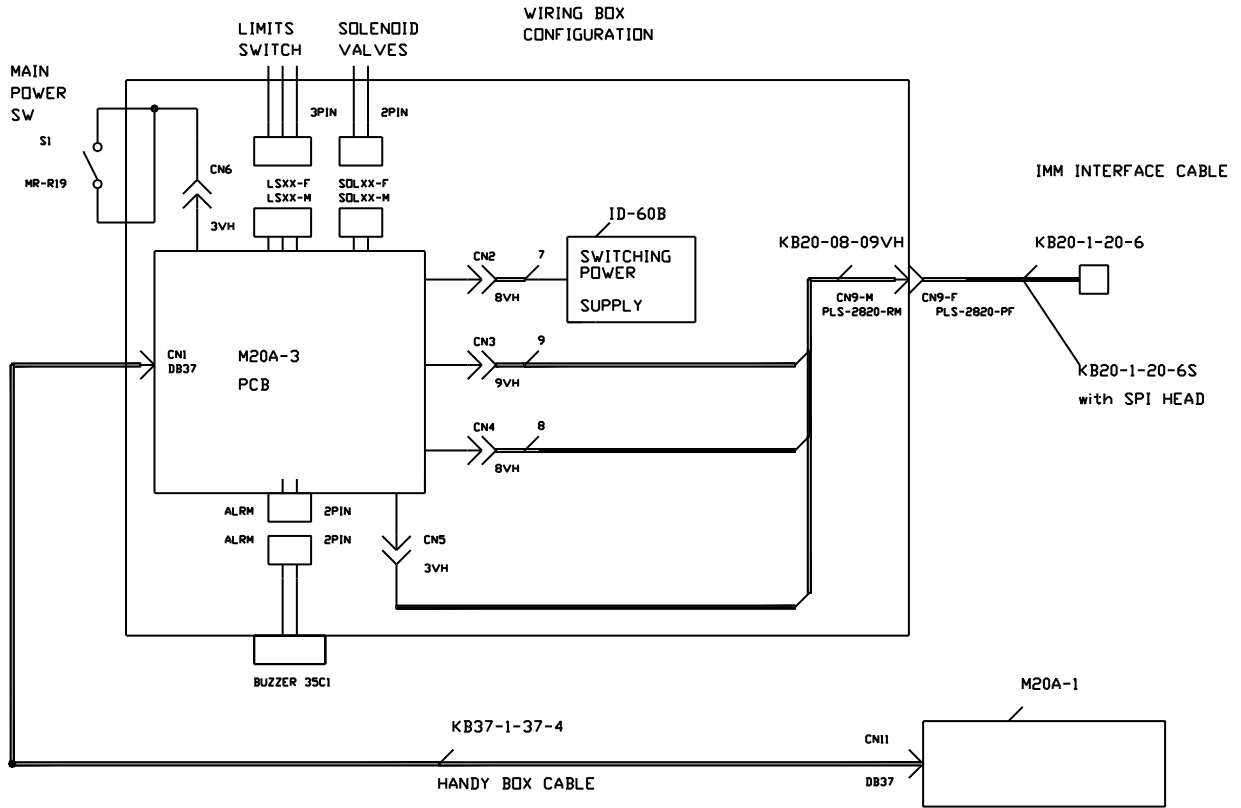 WIRING BOX
CONFIGURATION
LIMITS
SWITCH
SOLENOID
VALVES
MAIN
POWER
SW
3PIN
2PIN
S1
MR-R19
CN6
3VH
LSXX-F
LSXX-M
SOLXX-F
SOLXX-M
IMM INTERFACE CABLE
ID-60B
SWITCHING
POWER
SUPPLY
CN2
7
8VH
KB20-08-09VH
KB20-1-20-6
CN9-M
PLS-2820-RM
CN9-F
PLS-2820-PF
CN1
DB37
M20A-3
PCB
CN3
9
9VH
KB20-1-20-6S
with SPI HEAD
CN4
8
8VH
ALRM
2PIN
ALRM
2PIN
CN5
3VH
BUZZER 35C1
M20A-1
KB37-1-37-4
CN11
HANDY BOX CABLE
DB37